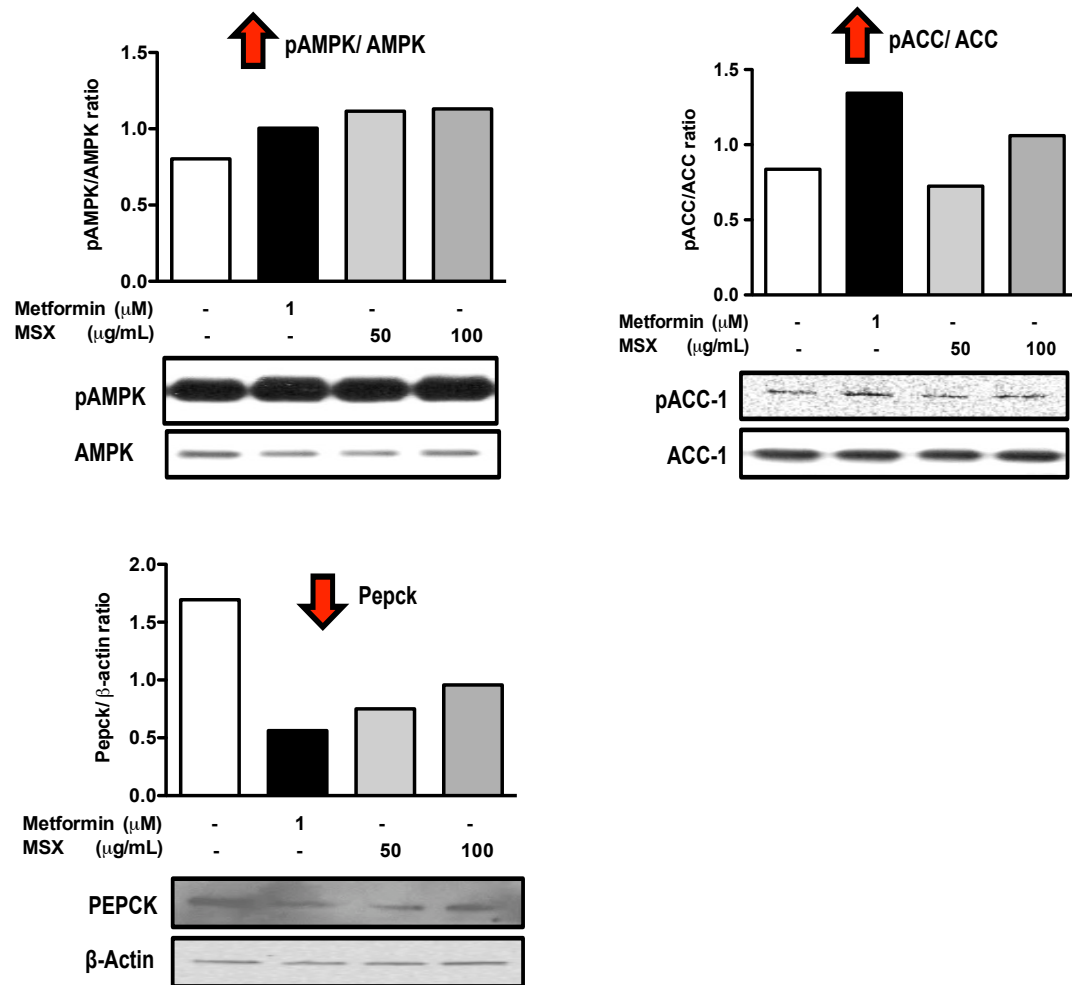 pAMPK/ AMPK
pAMPK/AMPK ratio
1.5
1.0
0.5
0.0
Metformin (μM) - 1 - -
MSX (μg/mL) - - 50 100
pAMPK
AMPK
pACC/ ACC
pACC/ACC ratio
1.5
1.0
0.5
0.0
Metformin (μM) - 1 - -
MSX (μg/mL) - - 50 100
pACC-1
ACC-1
Pepck
Pepck/ β-actin ratio
2.0
1.5
1.0
0.5
0.0
Metformin (μM) - 1 - -
MSX (μg/mL) - - 50 100
PEPCK
β-Actin